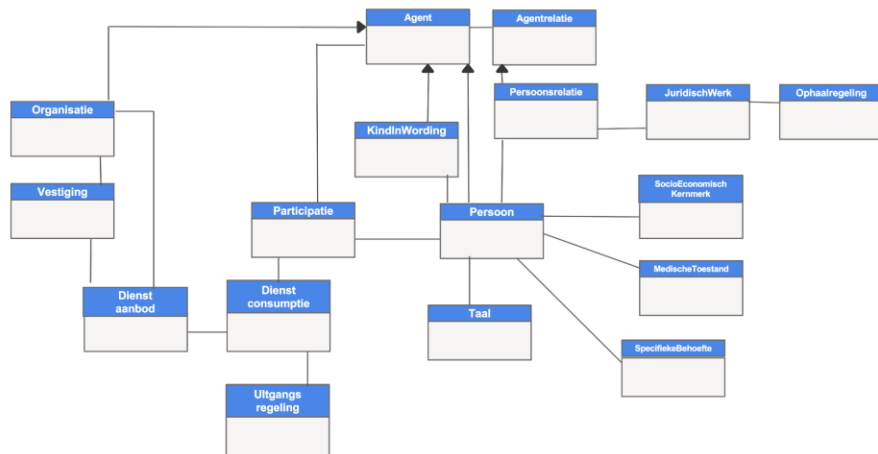 Agent
Agentrelatie
Persoonsrelatie
JuridischWerk
Ophaalregeling
Organisatie
KindInWording
Vestiging
Participatie
Persoon
SocioEconomisch
Kernmerk
MedischeToestand
Dienst
aanbod
Dienst
consumptie
Taal
SpecifiekeBehoefte
UItgangs
regeling